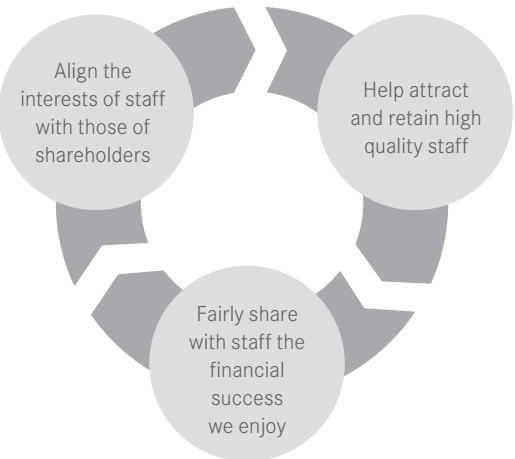 Align the
interests of staff
with those of
shareholders
Help attract
and retain high
quality staff
Fairly share
with staff the
financial
success
we enjoy